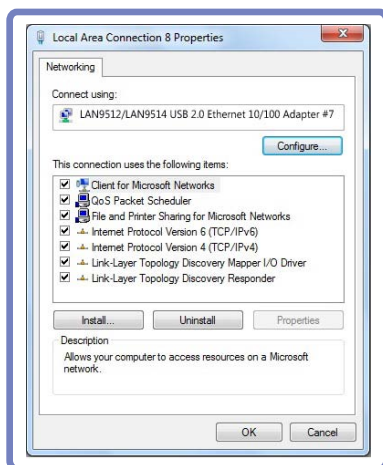 Local Area Connection 8 Properties
Networking
Connect using:
LAN9512/LAN9514 USB 2.0 Ethernet 10/100 Adapter #7
Configure...
This connection uses the following items:
Client for Microsoft Networks
QoS Packet Scheduler
File and Printer Sharing for Microsoft Networks
Internet Protocol Version 6 (TCP/IPv6)
Internet Protocol Version 4 (TCP/IPv4)
Link-Layer Topology Discovery Mapper I/O Driver
Link-Layer Topology Discovery Responder
Install... Uninstall Properties
Description
Allows your computer to access resources on a Microsoft
network.
OK Cancel